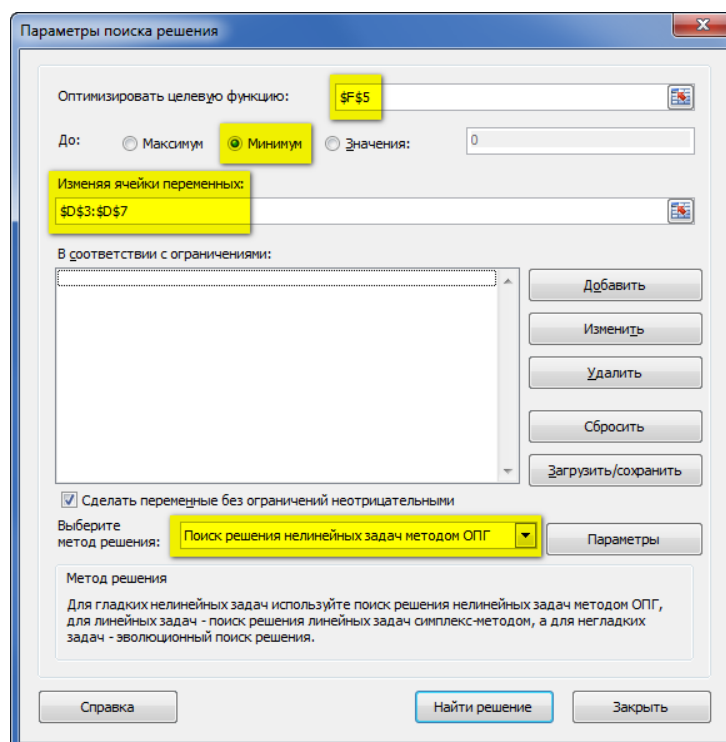 Параметры поиска решения
Оптимизировать целевую функцию: $F$5
До: Максимум Минимум Значения: 0
Изменяя ячейки переменных:
$D$3:$D$7
В соответствии с ограничениями:
Добавить
Изменить
Удалить
Сбросить
Загрузить/сохранить
Сделать переменные без ограничений неотрицательными
Выберите
метод решения: Поиск решения нелинейных задач методом ОПГ Параметры
Метод решения
Для гладких нелинейных задач используйте поиск решения нелинейных задач методом ОПГ,
для линейных задач - поиск решения линейных задач симплекс-методом, а для негладких
задач - эволюционный поиск решения.
Справка Найти решение Закрыть